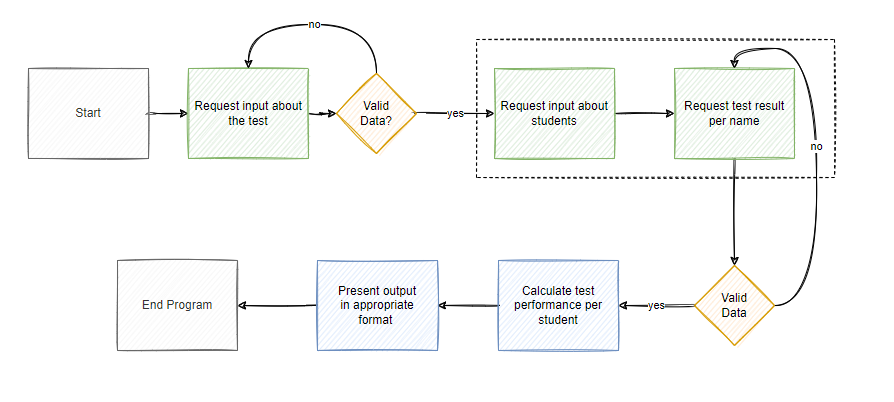 no
Start
Request input about
the test
Valid
Data?
yes
Request input about
students
Request test result
per name
no
End Program
Present output
in appropriate
format
Calculate test
performance per
student
yes
Valid
Data